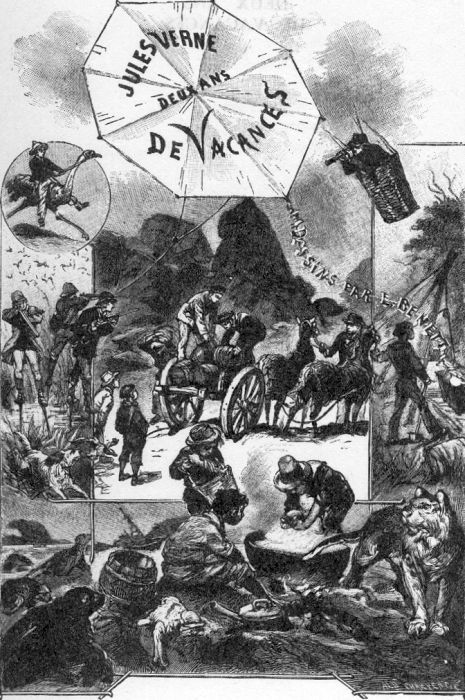 JULES VERNE
DEUX ANS
DE VACANCES
DESSINS PAR L. BENETT